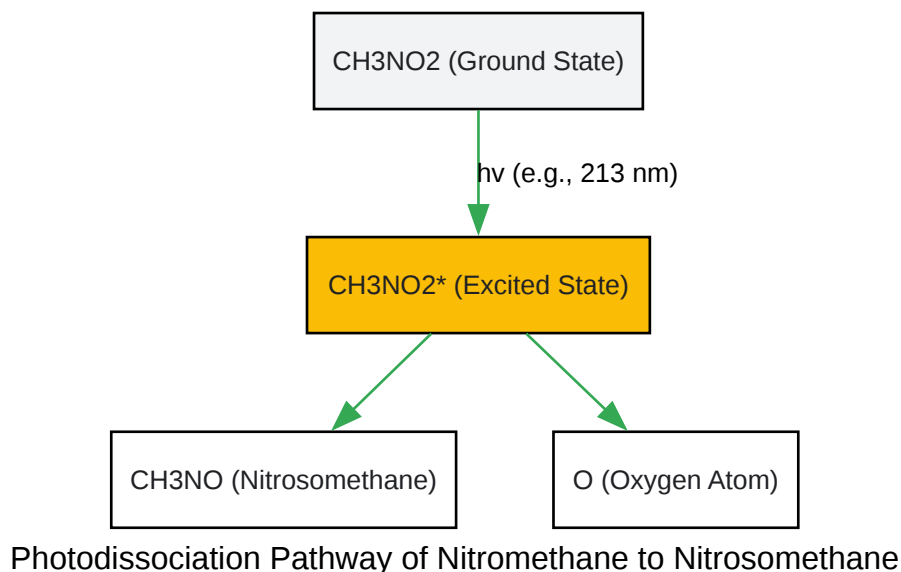 CH3NO2 (Ground State)
hv (e.g., 213 nm)
CH3NO2* (Excited State)
CH3NO (Nitrosomethane)
O (Oxygen Atom)
Photodissociation Pathway of Nitromethane to Nitrosomethane